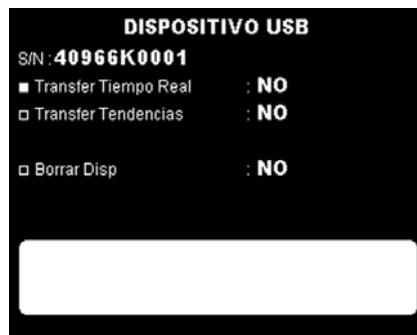 DISPOSITIVO USB
S/N : 40966K0001
Transfer Tiempo Real : NO
Transfer Tendencias : NO
Borrar Disp : NO